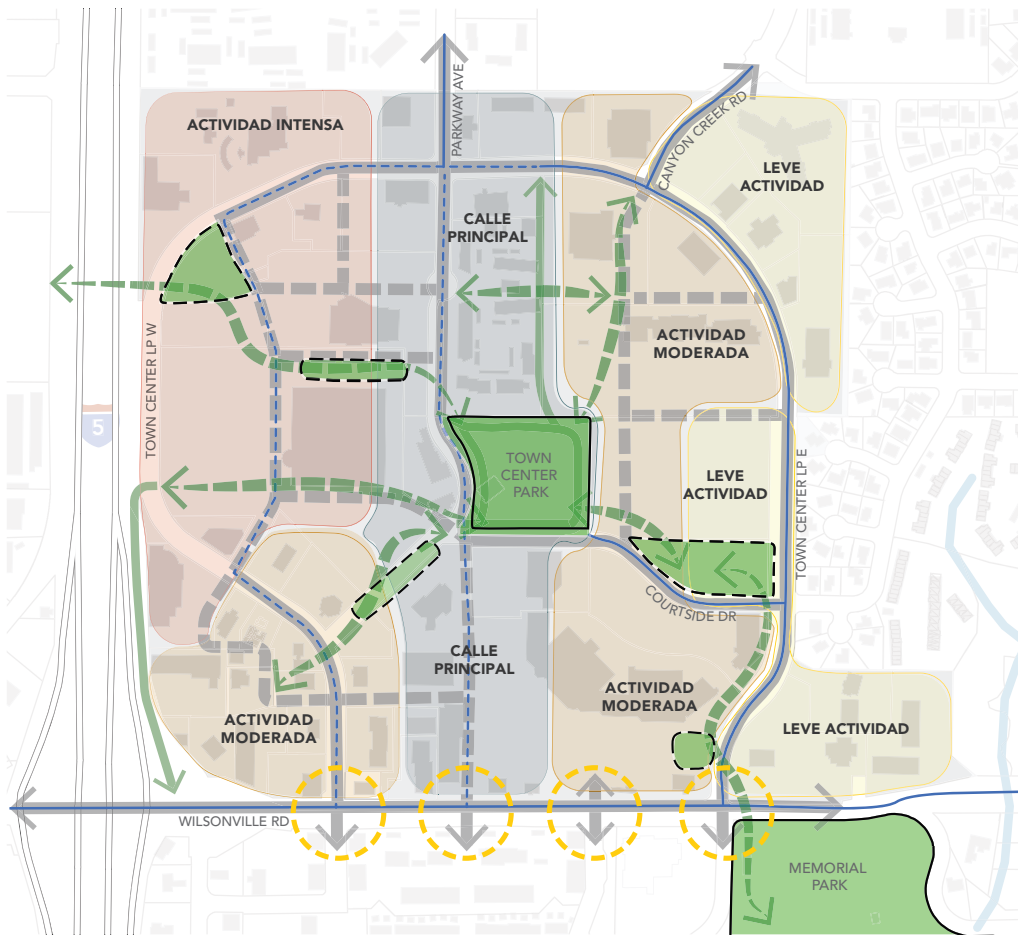 ACTIVIDAD INTENSA
PARKWAY AVE
CANYON CREEK RD
LEVE
ACTIVIDAD
CALLE
PRINCIPAL
TOWN CENTER LP W
ACTIVIDAD
MODERADA
5
TOWN
CENTER
PARK
LEVE
ACTIVIDAD
TOWN CENTER LP E
COURTSIDE DR
CALLE
PRINCIPAL
ACTIVIDAD
MODERADA
ACTIVIDAD
MODERADA
LEVE ACTIVIDAD
WILSONVILLE RD
MEMORIAL
PARK